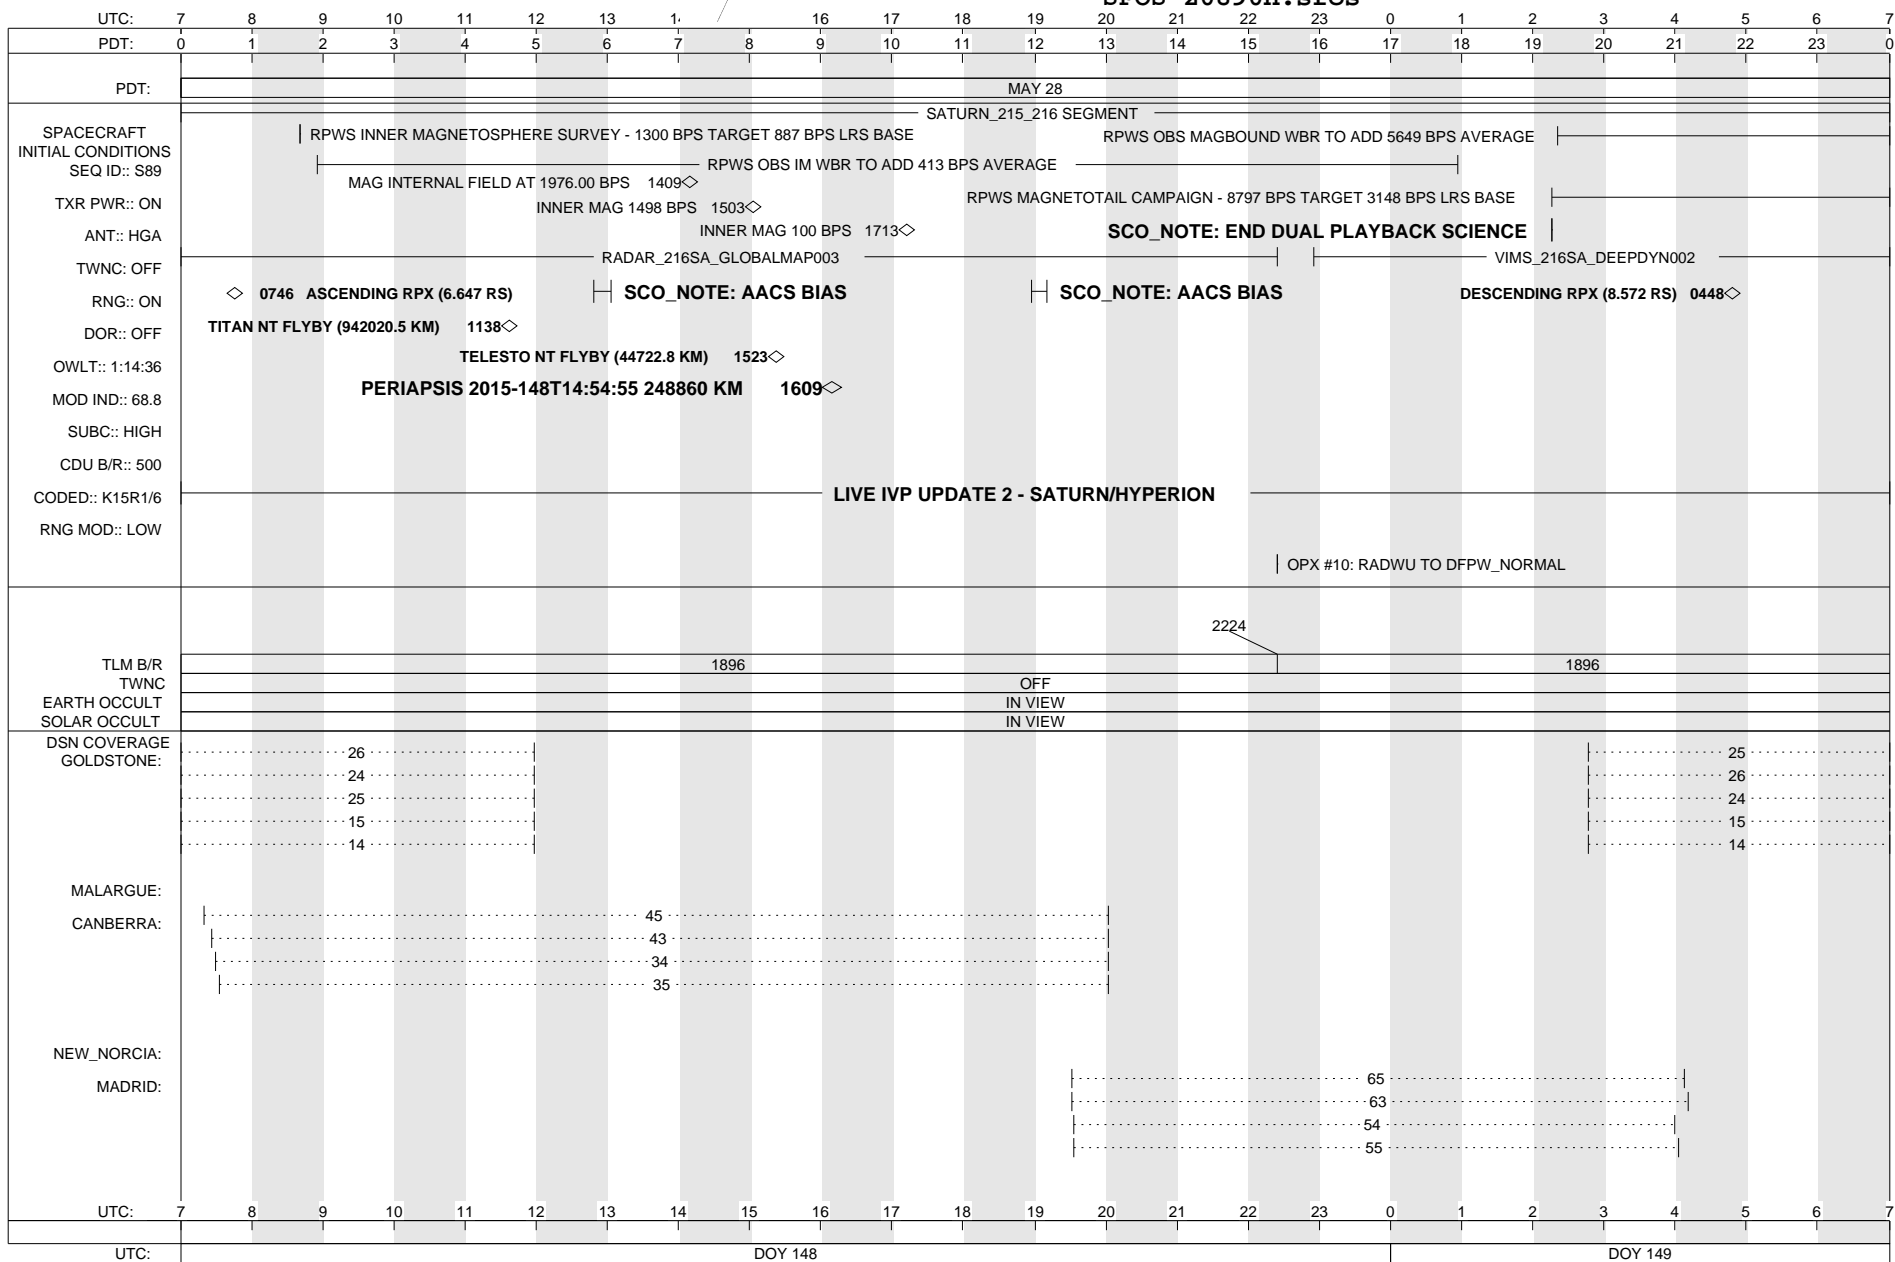 UTC: 7 8 9 10 11 12 13 16 17 18 19 20 21 22 23 0 1 2 3 4 5 6 7
PDT: 0 1 2 3 4 5 6 7 8 9 10 11 12 13 14 15 16 17 18 19 20 21 22 23 0
PDT: MAY 28
SATURN_215_216 SEGMENT
SPACECRAFT
INITIAL CONDITIONS
RPWS INNER MAGNETOSPHERE SURVEY - 1300 BPS TARGET 887 BPS LRS BASE
RPWS OBS MAGBOUND WBR TO ADD 5649 BPS AVERAGE
SEQ ID:: S89
RPWS OBS IM WBR TO ADD 413 BPS AVERAGE
MAG INTERNAL FIELD AT 1976.00 BPS 1409
TXR PWR:: ON
INNER MAG 1498 BPS 1503
RPWS MAGNETOTAIL CAMPAIGN - 8797 BPS TARGET 3148 BPS LRS BASE
ANT:: HGA
INNER MAG 100 BPS 1713
SCO_NOTE: END DUAL PLAYBACK SCIENCE
TWNC: OFF
RADAR_216SA_GLOBALMAP003
VIMS_216SA_DEEPDYN002
RNG:: ON
0746 ASCENDING RPX (6.647 RS)
SCO_NOTE: AACS BIAS
SCO_NOTE: AACS BIAS
DESCENDING RPX (8.572 RS) 0448
DOR:: OFF
TITAN NT FLYBY (942020.5 KM) 1138
OWLT:: 1:14:36
TELESTO NT FLYBY (44722.8 KM) 1523
MOD IND:: 68.8
PERIAPSIS 2015-148T14:54:55 248860 KM 1609
SUBC:: HIGH
CDU B/R:: 500
CODED:: K15R1/6
LIVE IVP UPDATE 2 - SATURN/HYPERION
RNG MOD:: LOW
OPX #10: RADWU TO DFPW_NORMAL
2224
TLM B/R 1896 1896
TWNC OFF
EARTH OCCULT IN VIEW
SOLAR OCCULT IN VIEW
DSN COVERAGE
GOLDSTONE:
26 25
24 26
25 24
15 15
14 14
MALARGUE:
CANBERRA:
45
43
34
35
NEW_NORCIA:
MADRID:
65
63
54
55
UTC: 7 8 9 10 11 12 13 14 15 16 17 18 19 20 21 22 23 0 1 2 3 4 5 6 7
UTC: DOY 148 DOY 149